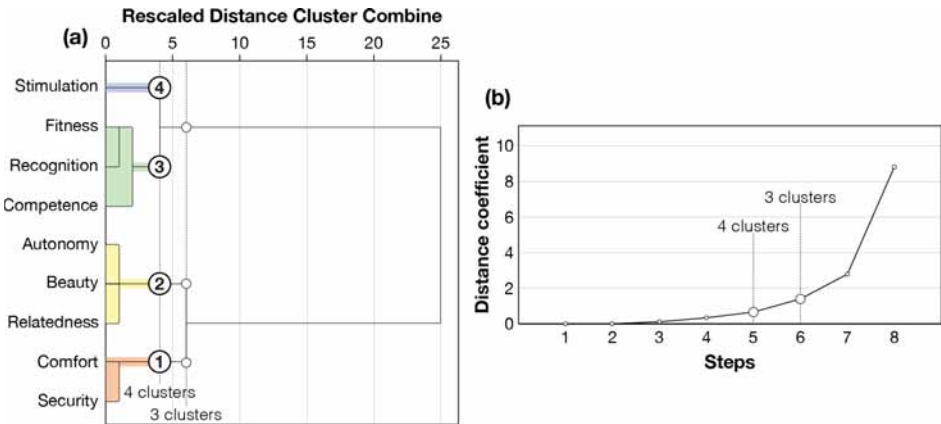 Rescaled Distance Cluster Combine
(a)
0 5 10 15 20 25
Stimulation
4
Fitness
Recognition
3
Competence
Autonomy
Beauty
2
Relatedness
Comfort
1
4 clusters
Security
3 clusters
(b)
Distance coefficient
10
8
6
4
2
0
3 clusters
4 clusters
1 2 3 4 5 6 7 8
Steps